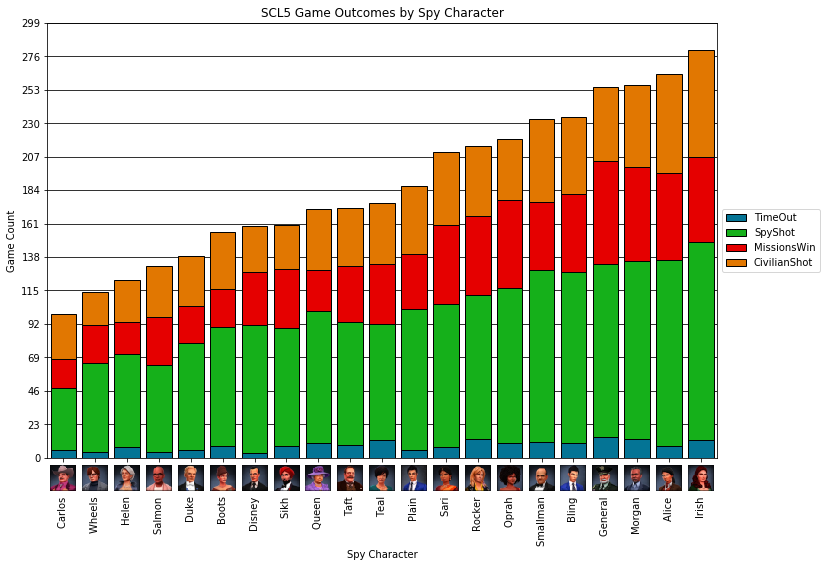 SCL5 Game Outcomes by Spy Character
Game Count
299
276
253
230
207
184
161
138
115
92
69
46
23
0
TimeOut
SpyShot
MissionsWin
CivilianShot
Carlos
Wheels
Helen
Salmon
Duke
Boots
Disney
Sikh
Queen
Taft
Teal
Plain
Sari
Rocker
Oprah
Smallman
Bling
General
Morgan
Alice
Irish
Spy Character